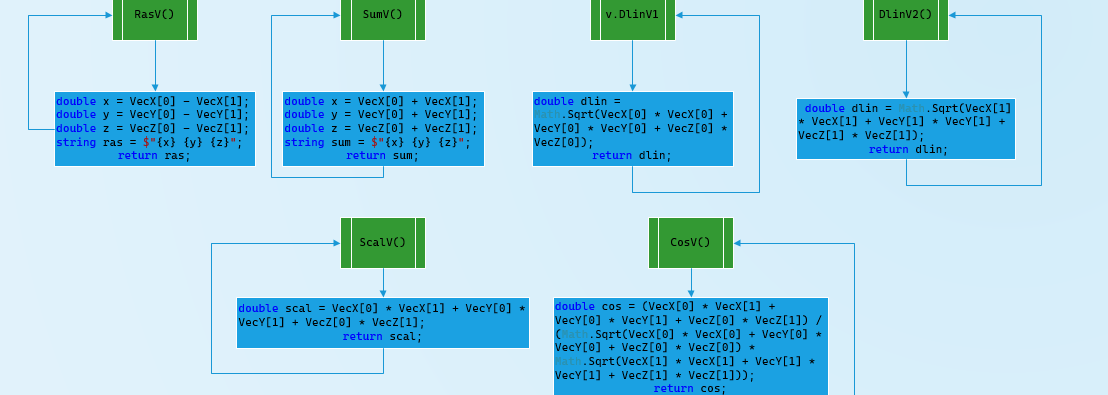 RasV()
SumV()
v.DlinV1
DlinV2()
double x = VecX[0] - VecX[1];
double y = VecY[0] - VecY[1];
double z = VecZ[0] - VecZ[1];
string ras = $"{x} {y} {z}";
return ras;
double x = VecX[0] + VecX[1];
double y = VecY[0] + VecY[1];
double z = VecZ[0] + VecZ[1];
string sum = $"{x} {y} {z}";
return sum;
double dlin =
Math.Sqrt(VecX[0] * VecX[0] +
VecY[0] * VecY[0] + VecZ[0] *
VecZ[0]);
return dlin;
double dlin = Math.Sqrt(VecX[1]
* VecX[1] + VecY[1] * VecY[1] +
VecZ[1] * VecZ[1]);
return dlin;
ScalV()
CosV()
double scal = VecX[0] * VecX[1] + VecY[0] *
VecY[1] + VecZ[0] * VecZ[1];
return scal;
double cos = (VecX[0] * VecX[1] +
VecY[0] * VecY[1] + VecZ[0] * VecZ[1]) /
(Math.Sqrt(VecX[0] * VecX[0] + VecY[0] *
VecY[0] + VecZ[0] * VecZ[0]) *
Math.Sqrt(VecX[1] * VecX[1] + VecY[1] *
VecY[1] + VecZ[1] * VecZ[1]));
return cos;